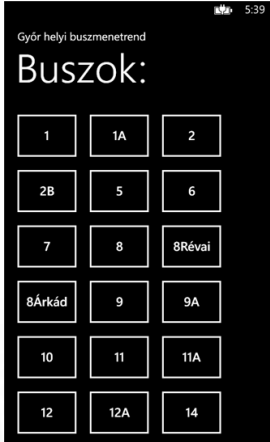 5:39
Győr helyi buszmenetrend
Buszok:
1 1A 2
2B 5 6
7 8 8Révai
8Árkád 9 9A
10 11 11A
12 12A 14